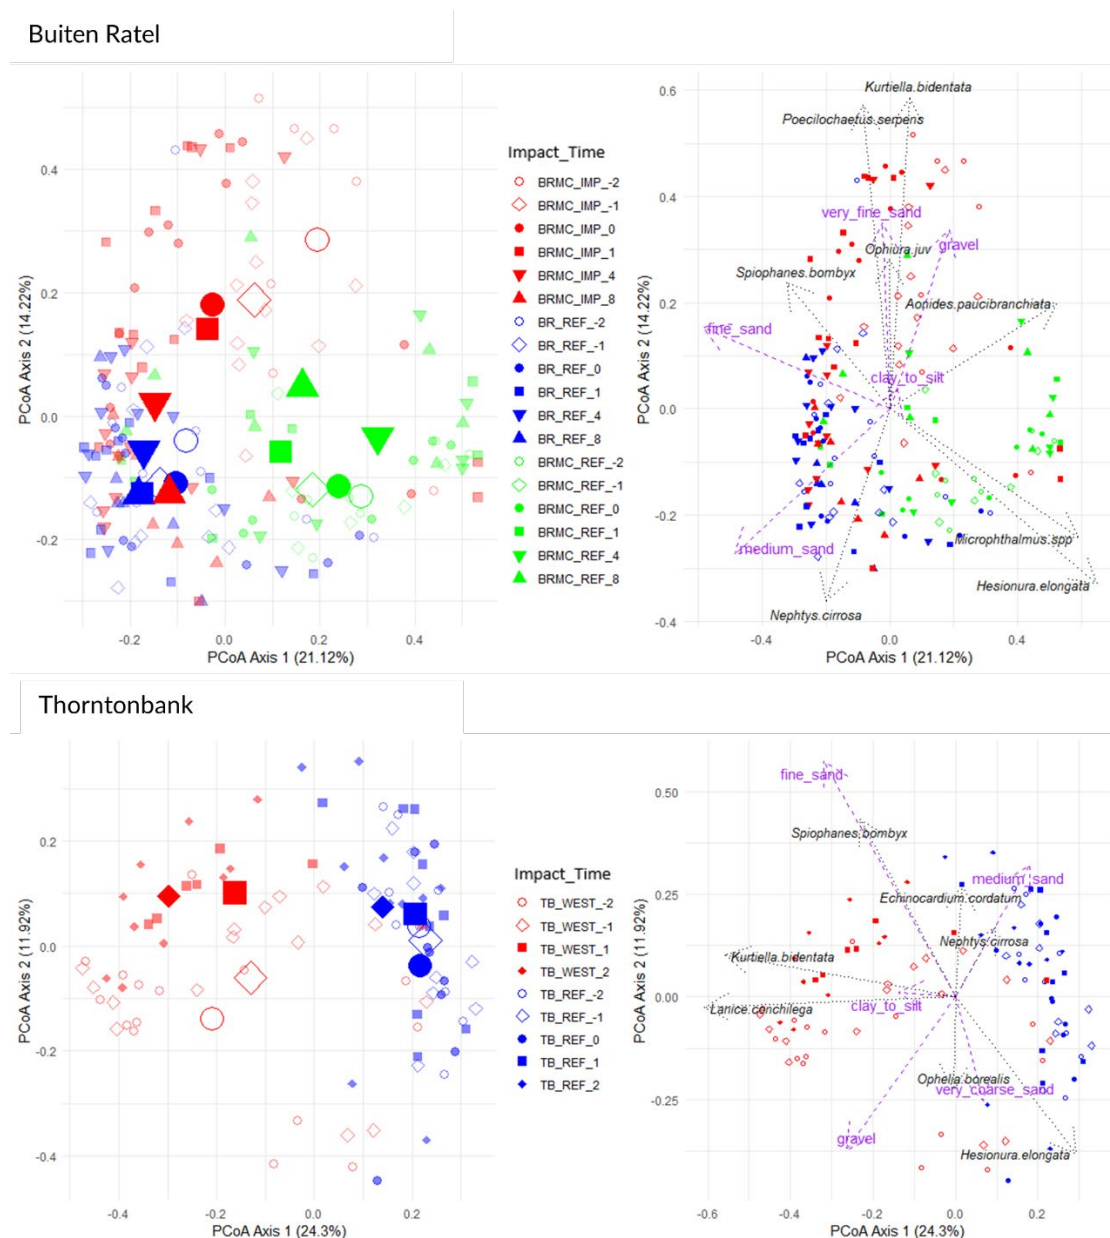 Buiten Ratel
PCoA Axis 2 (14.22%)
0.4
0.2
0.0
-0.2
-0.2
0.0
0.2
0.4
PCoA Axis 1 (21.12%)
Impact_Time
BRMC_IMP_-2
BRMC_IMP_-1
BRMC_IMP_0
BRMC_IMP_1
BRMC_IMP_4
BRMC_IMP_8
BR_REF_-2
BR_REF_-1
BR_REF_0
BR_REF_1
BR_REF_4
BR_REF_8
BRMC_REF_-2
BRMC_REF_-1
BRMC_REF_0
BRMC_REF_1
BRMC_REF_4
BRMC_REF_8
PCoA Axis 2 (14.22%)
0.6
0.4
0.2
0.0
-0.2
-0.4
Kurtiella.bidentata
Poecilochaetus.serpens
very_fine_sand
gravel
Ophiura.juv
Spiophanes.bombyx
Aonides.paucibranchiata
fine_sand
clay_to_silt
Microphthalmus.spp
medium_sand
Hesionura.elongata
Nephtys.cirrosa
-0.4
0.0
0.4
PCoA Axis 1 (21.12%)
Thorntonbank
PCoA Axis 2 (11.92%)
0.2
0.0
-0.2
-0.4
-0.4
-0.2
0.0
0.2
PCoA Axis 1 (24.3%)
Impact_Time
TB_WEST_-2
TB_WEST_-1
TB_WEST_1
TB_WEST_2
TB_REF_-2
TB_REF_-1
TB_REF_0
TB_REF_1
TB_REF_2
PCoA Axis 2 (11.92%)
0.50
0.25
0.00
-0.25
fine_sand
Spiophanes.bombyx
medium_sand
Echinocardium.cordatum
Nephtys.cirrosa
Kurtiella.bidentata
clay_to_silt
Lanice.conchilega
Ophelia.borealis
very_coarse_sand
gravel
Hesionura.elongata
-0.6
-0.4
-0.2
0.0
0.2
PCoA Axis 1 (24.3%)